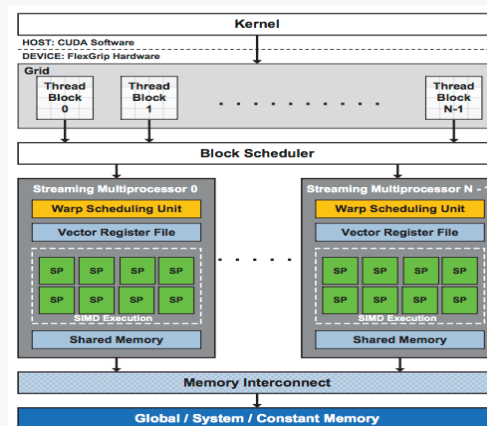 Kernel
HOST: CUDA Software
DEVICE: FlexGrip Hardware
Grid
Thread Block 0
Thread Block 1
. . . . . . . . . .
Thread Block N-1
Block Scheduler
Streaming Multiprocessor 0
Warp Scheduling Unit
Vector Register File
SP SP SP SP
SP SP SP SP
SIMD Execution
Shared Memory
. . . . .
Streaming Multiprocessor N - 1
Warp Scheduling Unit
Vector Register File
SP SP SP SP
SP SP SP SP
SIMD Execution
Shared Memory
Memory Interconnect
Global / System / Constant Memory